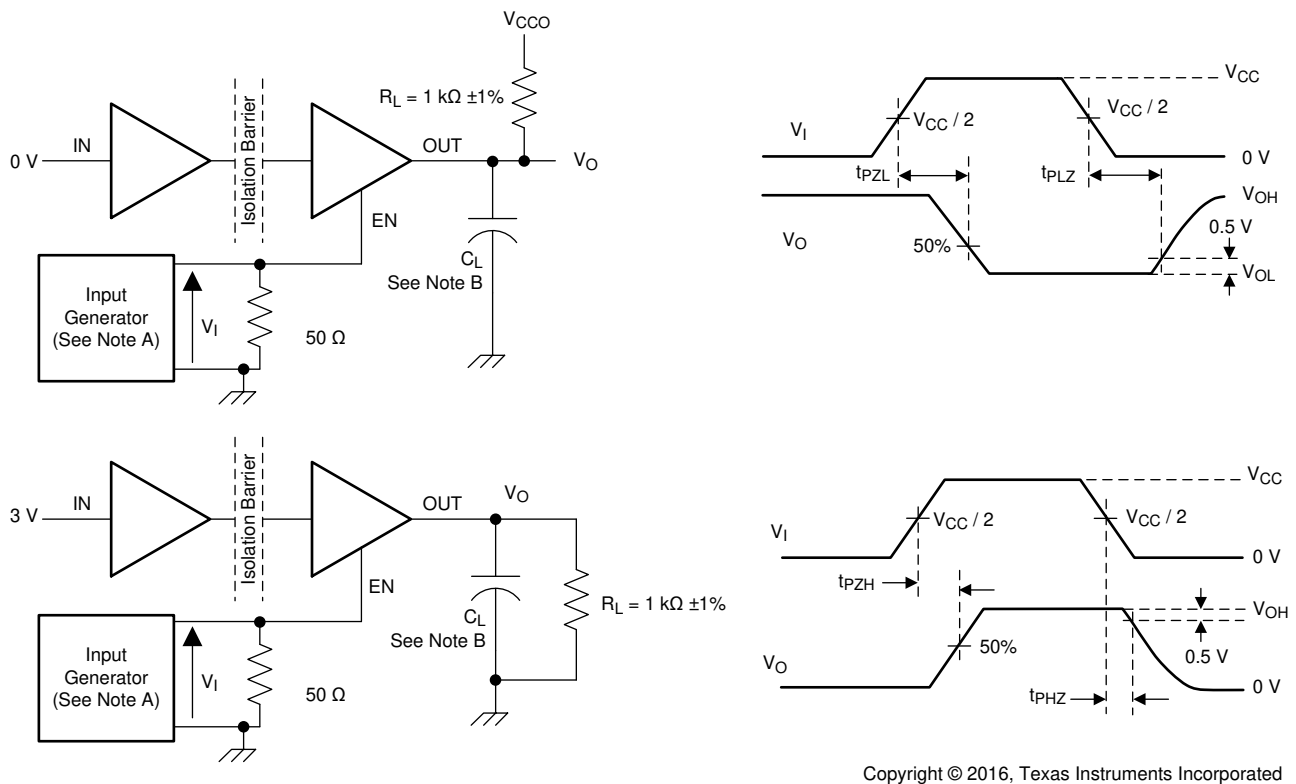 VCCO
RL = 1 kΩ ±1%
0 V
IN
Isolation Barrier
OUT
VO
EN
CL
See Note B
Input
Generator
(See Note A)
VI
50 Ω
VCC
VI
VCC / 2
VCC / 2
0 V
tPZL
tPLZ
VOH
0.5 V
VO
50%
VOL
3 V
IN
Isolation Barrier
OUT
VO
EN
CL
See Note B
RL = 1 kΩ ±1%
Input
Generator
(See Note A)
VI
50 Ω
VCC
VI
VCC / 2
VCC / 2
0 V
tPZH
VOH
50%
0.5 V
VO
0 V
tPHZ
Copyright © 2016, Texas Instruments Incorporated